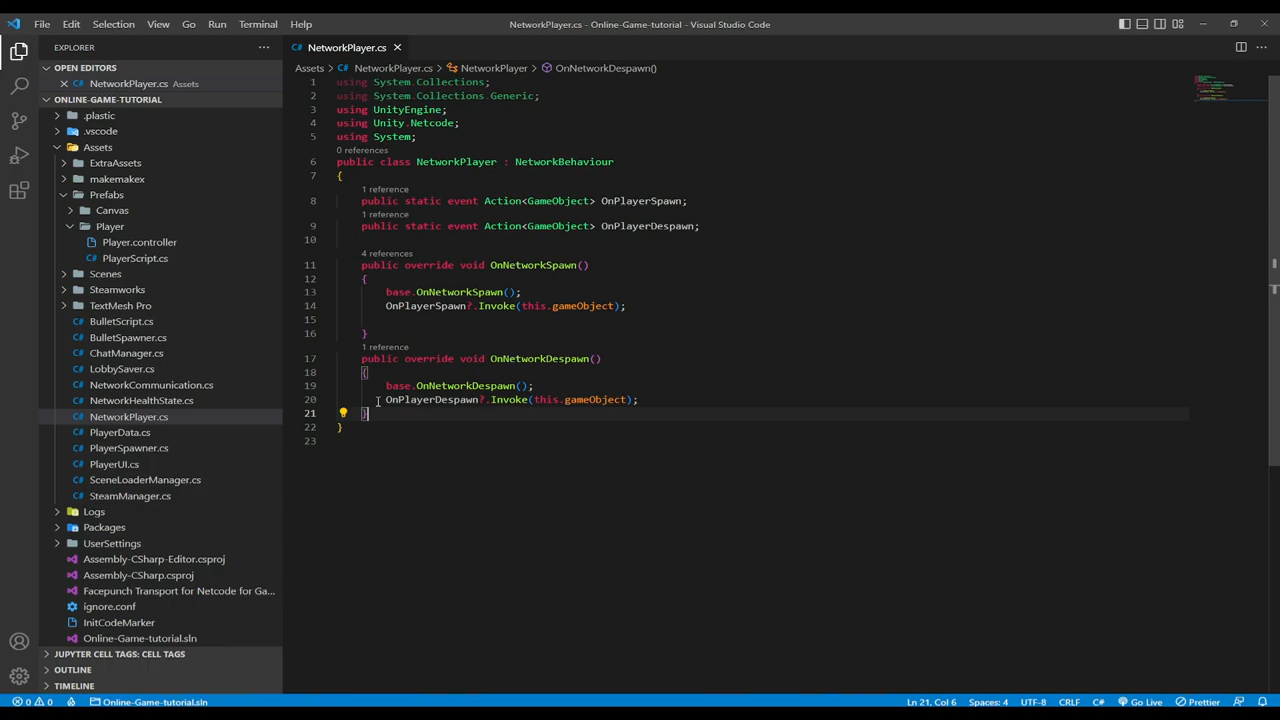 File Edit Selection View Go Run Terminal Help
NetworkPlayer.cs - Online-Game-tutorial - Visual Studio Code
EXPLORER
OPEN EDITORS
NetworkPlayer.cs Assets
ONLINE-GAME-TUTORIAL
.plastic
.vscode
Assets
ExtraAssets
makemakex
Prefabs
Canvas
Player
Player.controller
PlayerScript.cs
Scenes
Steamworks
TextMesh Pro
BulletScript.cs
BulletSpawner.cs
ChatManager.cs
LobbySaver.cs
NetworkCommunication.cs
NetworkHealthState.cs
NetworkPlayer.cs
PlayerData.cs
PlayerSpawner.cs
PlayerUI.cs
SceneLoaderManager.cs
SteamManager.cs
Logs
Packages
UserSettings
Assembly-CSharp-Editor.csproj
Assembly-CSharp.csproj
Facepunch Transport for Netcode for Ga...
ignore.conf
InitCodeMarker
Online-Game-tutorial.sln
JUPYTER CELL TAGS: CELL TAGS
OUTLINE
TIMELINE
NetworkPlayer.cs
Assets > NetworkPlayer.cs > NetworkPlayer > OnNetworkDespawn()
1 using System.Collections;
2 using System.Collections.Generic;
3 using UnityEngine;
4 using Unity.Netcode;
5 using System;
0 references
6 public class NetworkPlayer : NetworkBehaviour
7 {
1 reference
8 public static event Action<GameObject> OnPlayerSpawn;
1 reference
9 public static event Action<GameObject> OnPlayerDespawn;
10
4 references
11 public override void OnNetworkSpawn()
12 {
13 base.OnNetworkSpawn();
14 OnPlayerSpawn?.Invoke(this.gameObject);
15
16 }
1 reference
17 public override void OnNetworkDespawn()
18 {
19 base.OnNetworkDespawn();
20 OnPlayerDespawn?.Invoke(this.gameObject);
21 }
22 }
23
0 0 Online-Game-tutorial.sln Ln 21, Col 6 Spaces: 4 UTF-8 CRLF C# Go Live Prettier